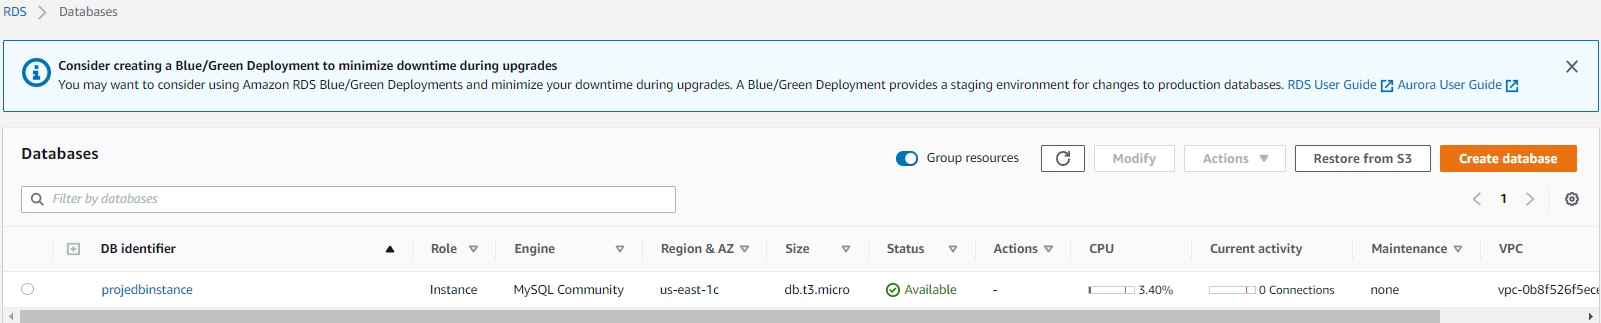 RDS > Databases
Consider creating a Blue/Green Deployment to minimize downtime during upgrades
You may want to consider using Amazon RDS Blue/Green Deployments and minimize your downtime during upgrades. A Blue/Green Deployment provides a staging environment for changes to production databases. RDS User Guide Aurora User Guide
Databases Group resources Modify Actions Restore from S3 Create database
Filter by databases 1
DB identifier Role Engine Region & AZ Size Status Actions CPU Current activity Maintenance VPC
projedbinstance Instance MySQL Community us-east-1c db.t3.micro Available - 3.40% 0 Connections none vpc-0b8f526f5ece